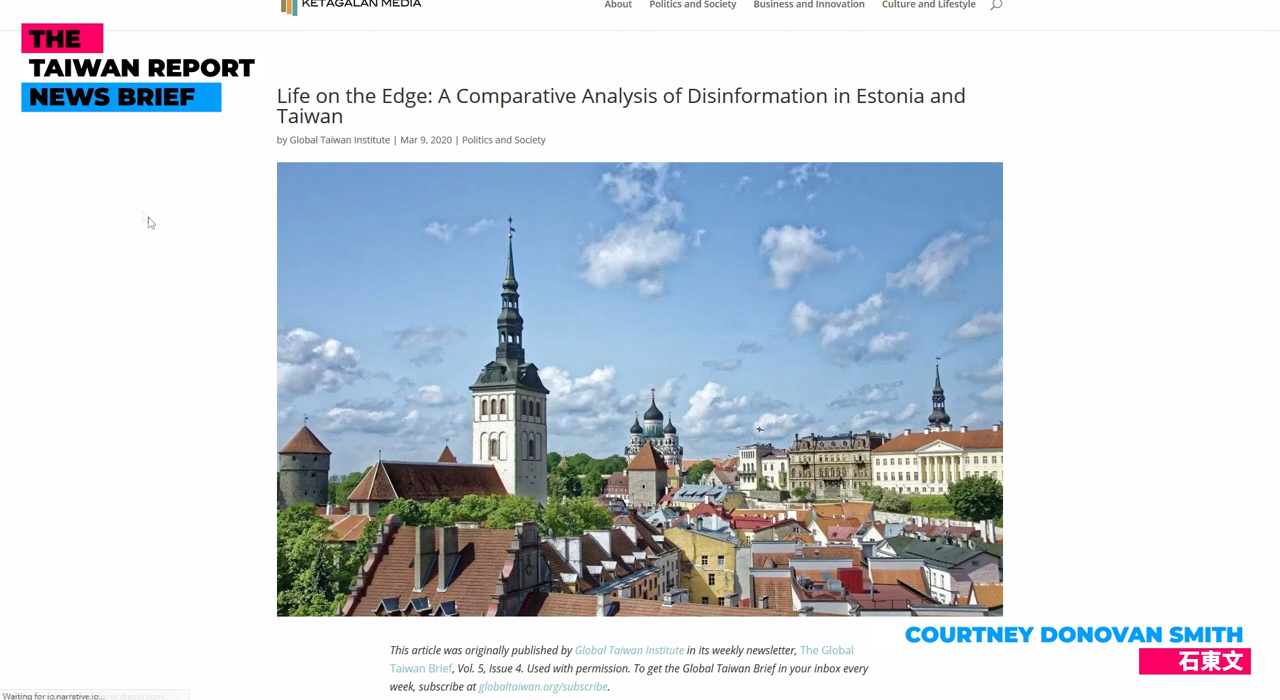 KETAGALAN MEDIA
About Politics and Society Business and Innovation Culture and Lifestyle
THE
TAIWAN REPORT
NEWS BRIEF
Life on the Edge: A Comparative Analysis of Disinformation in Estonia and
Taiwan
by Global Taiwan Institute | Mar 9, 2020 | Politics and Society
COURTNEY DONOVAN SMITH
石東文
This article was originally published by Global Taiwan Institute in its weekly newsletter, The Global
Taiwan Brief, Vol. 5, Issue 4. Used with permission. To get the Global Taiwan Brief in your inbox every
week, subscribe at globaltaiwan.org/subscribe.
Waiting for io.narrative.io...